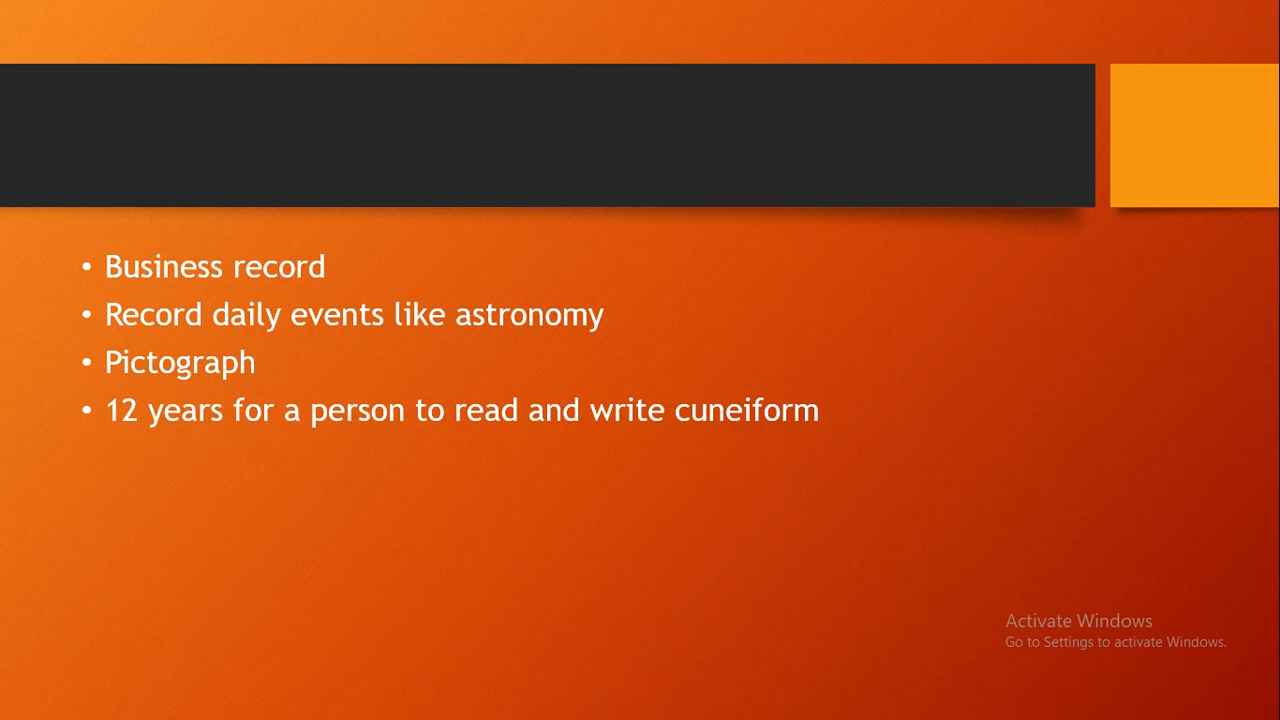 • Business record
• Record daily events like astronomy
• Pictograph
• 12 years for a person to read and write cuneiform
Activate Windows
Go to Settings to activate Windows.